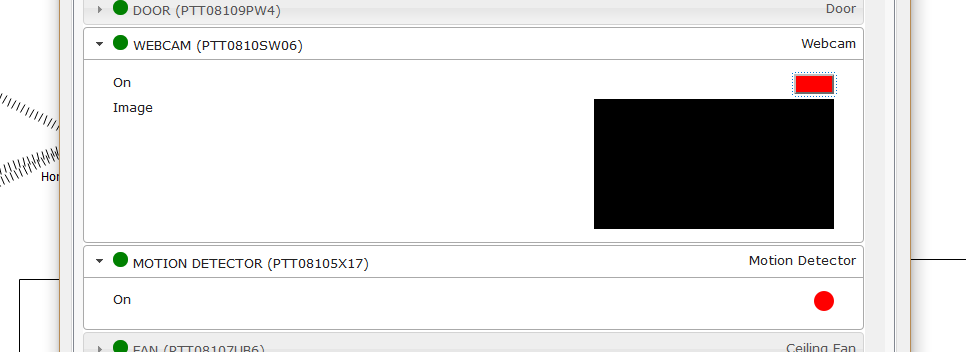 DOOR (PTT08109PW4) Door
WEBCAM (PTT0810SW06) Webcam
On
Image
Hor
MOTION DETECTOR (PTT08105X17) Motion Detector
On
FAN (PTT08107UB6) Ceiling Fan